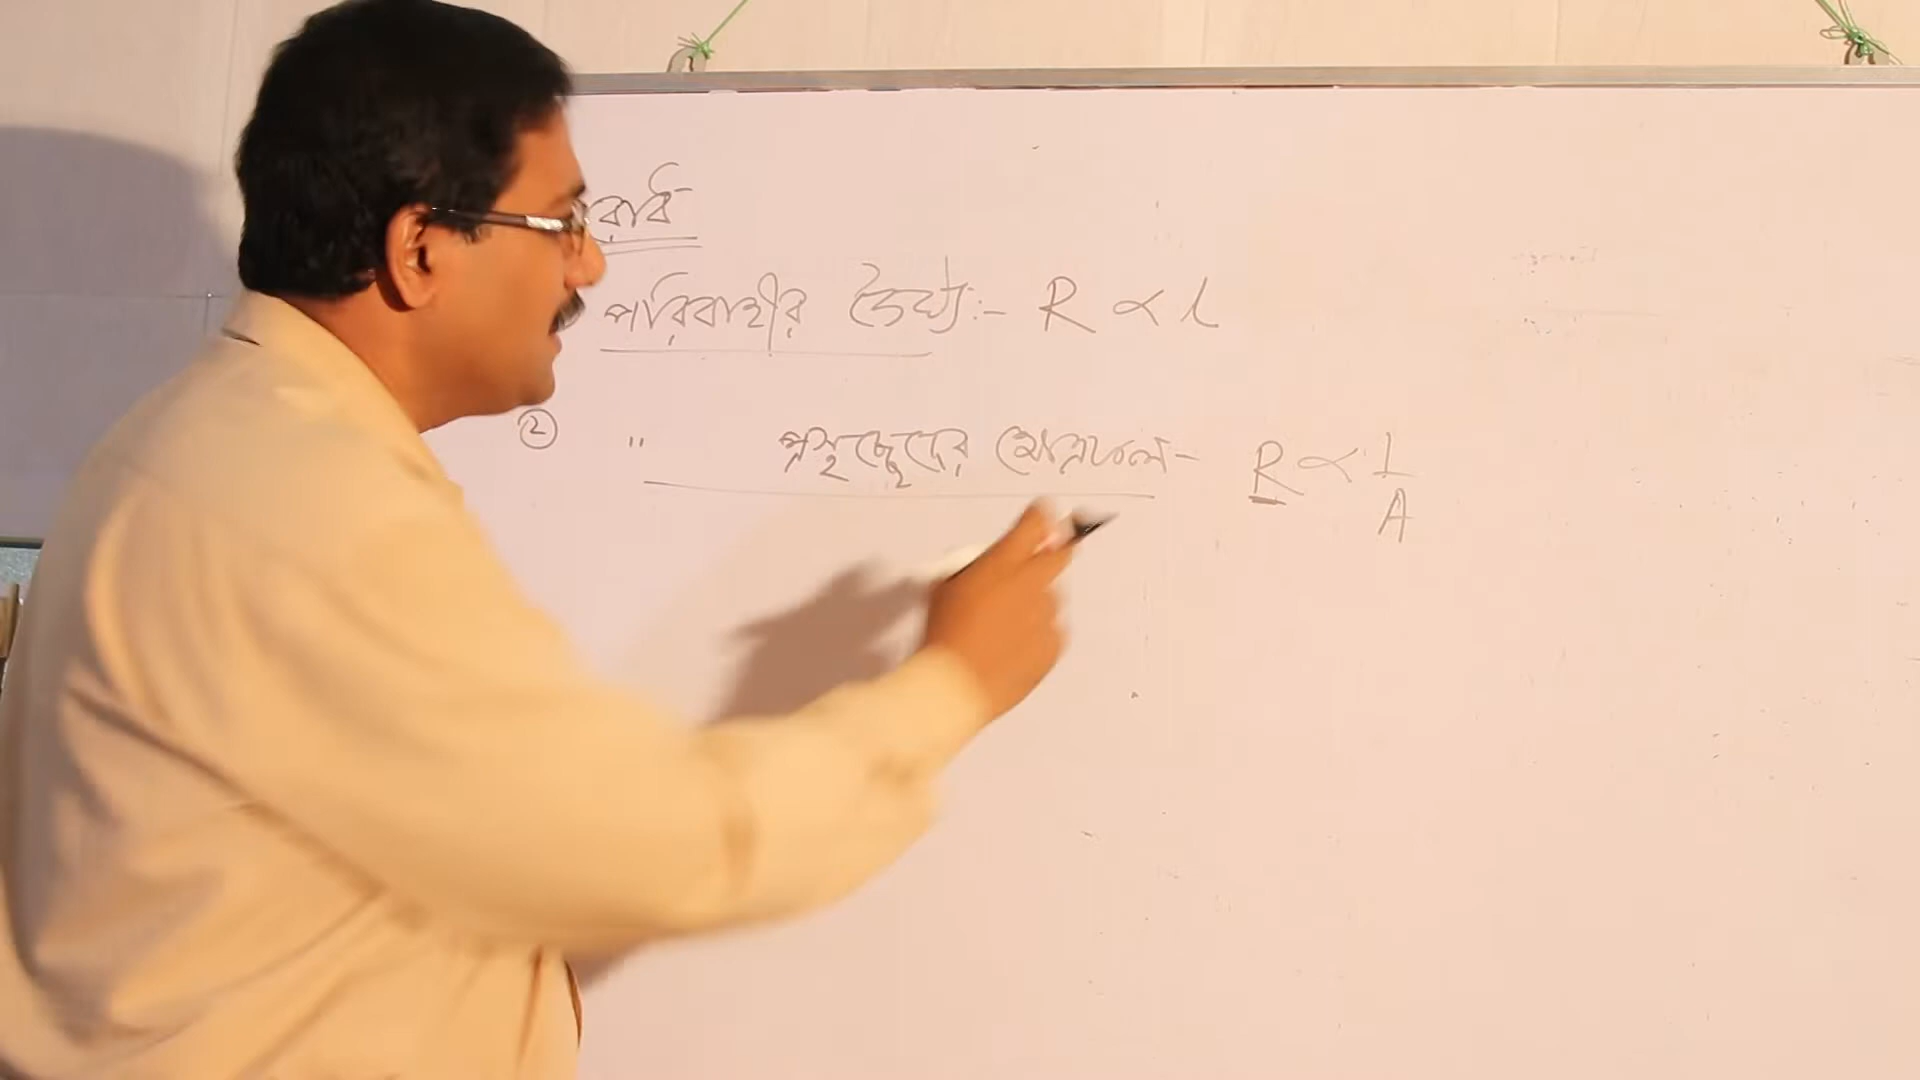 পরিবাহীর দৈর্ঘ্য:- R ∝ l
② " প্রস্থচ্ছেদের ক্ষেত্রফল- R ∝ 1/A